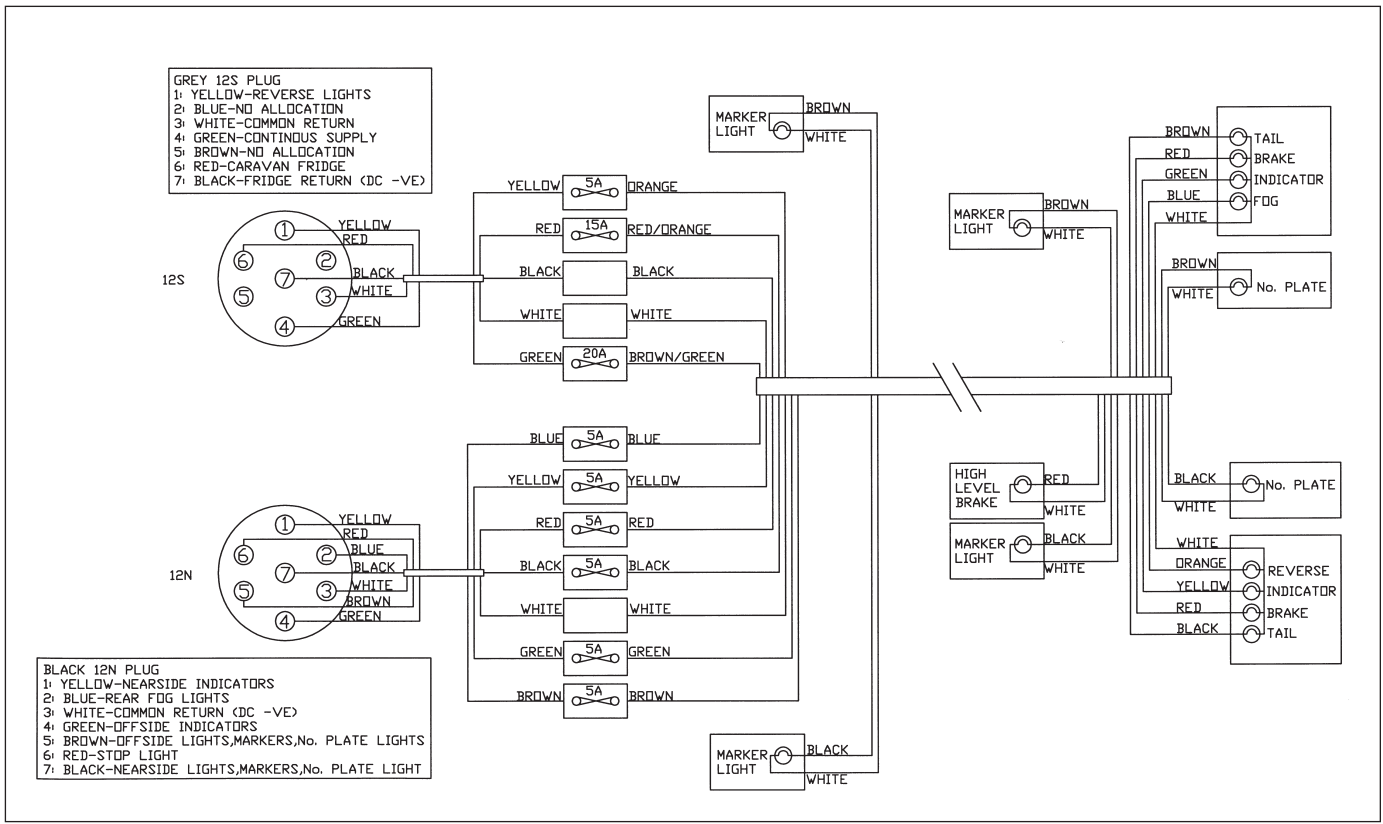 GREY 12S PLUG
1: YELLOW-REVERSE LIGHTS
2: BLUE-NO ALLOCATION
3: WHITE-COMMON RETURN
4: GREEN-CONTINOUS SUPPLY
5: BROWN-NO ALLOCATION
6: RED-CARAVAN FRIDGE
7: BLACK-FRIDGE RETURN (DC -VE)
12S
1
6
2
7
5
3
4
YELLOW
RED
BLACK
WHITE
GREEN
YELLOW 5A ORANGE
RED 15A RED/ORANGE
BLACK BLACK
WHITE WHITE
GREEN 20A BROWN/GREEN
BLUE 5A BLUE
YELLOW 5A YELLOW
RED 5A RED
BLACK 5A BLACK
WHITE WHITE
GREEN 5A GREEN
BROWN 5A BROWN
12N
1
6
2
7
5
3
4
YELLOW
RED
BLUE
BLACK
WHITE
BROWN
GREEN
BLACK 12N PLUG
1: YELLOW-NEARSIDE INDICATORS
2: BLUE-REAR FOG LIGHTS
3: WHITE-COMMON RETURN (DC -VE)
4: GREEN-OFFSIDE INDICATORS
5: BROWN-OFFSIDE LIGHTS,MARKERS,No. PLATE LIGHTS
6: RED-STOP LIGHT
7: BLACK-NEARSIDE LIGHTS,MARKERS,No. PLATE LIGHT
MARKER
LIGHT
BROWN
WHITE
MARKER
LIGHT
BLACK
WHITE
MARKER
LIGHT
BROWN
WHITE
HIGH
LEVEL
BRAKE
RED
WHITE
MARKER
LIGHT
BLACK
WHITE
BROWN TAIL
RED BRAKE
GREEN INDICATOR
BLUE FOG
WHITE
BROWN
WHITE No. PLATE
BLACK No. PLATE
WHITE
WHITE
ORANGE REVERSE
YELLOW INDICATOR
RED BRAKE
BLACK TAIL